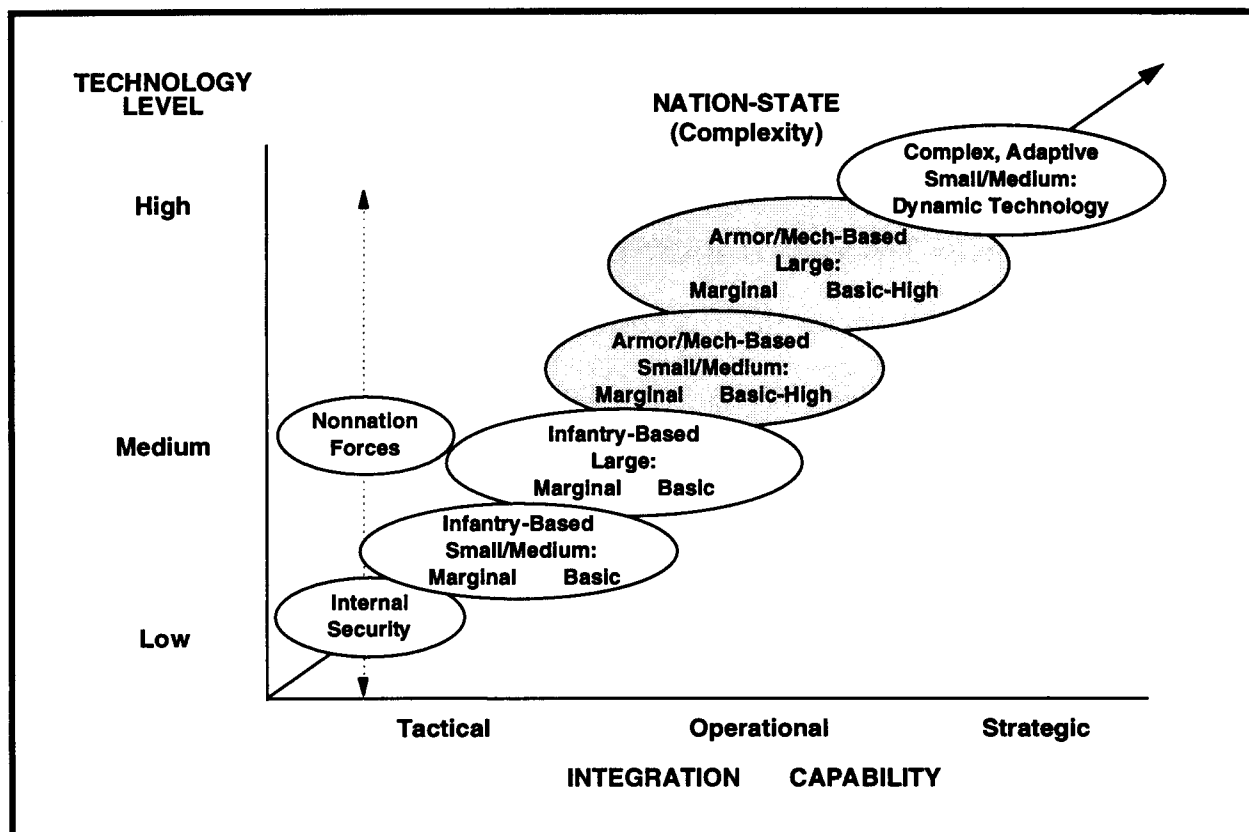 TECHNOLOGY
LEVEL
NATION-STATE
(Complexity)
Complex, Adaptive
Small/Medium:
Dynamic Technology
High
Armor/Mech-Based
Large:
Marginal Basic-High
Armor/Mech-Based
Small/Medium:
Marginal Basic-High
Nonnation
Forces
Medium
Infantry-Based
Large:
Marginal Basic
Infantry-Based
Small/Medium:
Marginal Basic
Internal
Security
Low
Tactical Operational Strategic
INTEGRATION CAPABILITY